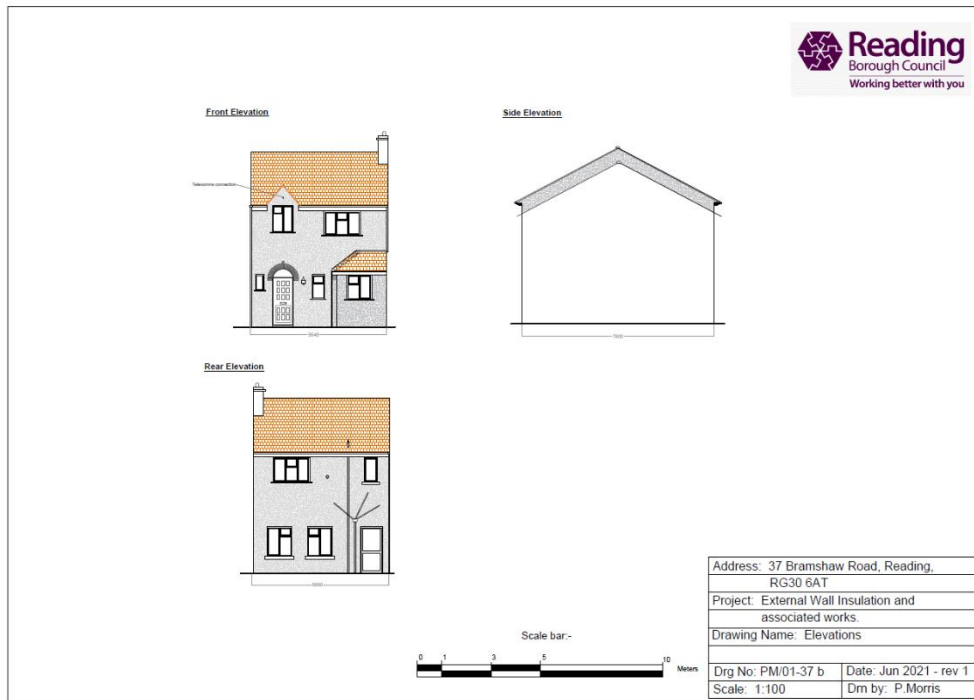 Reading
Borough Council
Working better with you
Front Elevation
Side Elevation
Telecomms connection
Rear Elevation
Scale bar:-
0 1 3 5 10
Meters
Address: 37 Bramshaw Road, Reading,
RG30 6AT
Project: External Wall Insulation and
associated works.
Drawing Name: Elevations
Drg No: PM/01-37 b
Date: Jun 2021 - rev 1
Scale: 1:100
Drn by: P.Morris